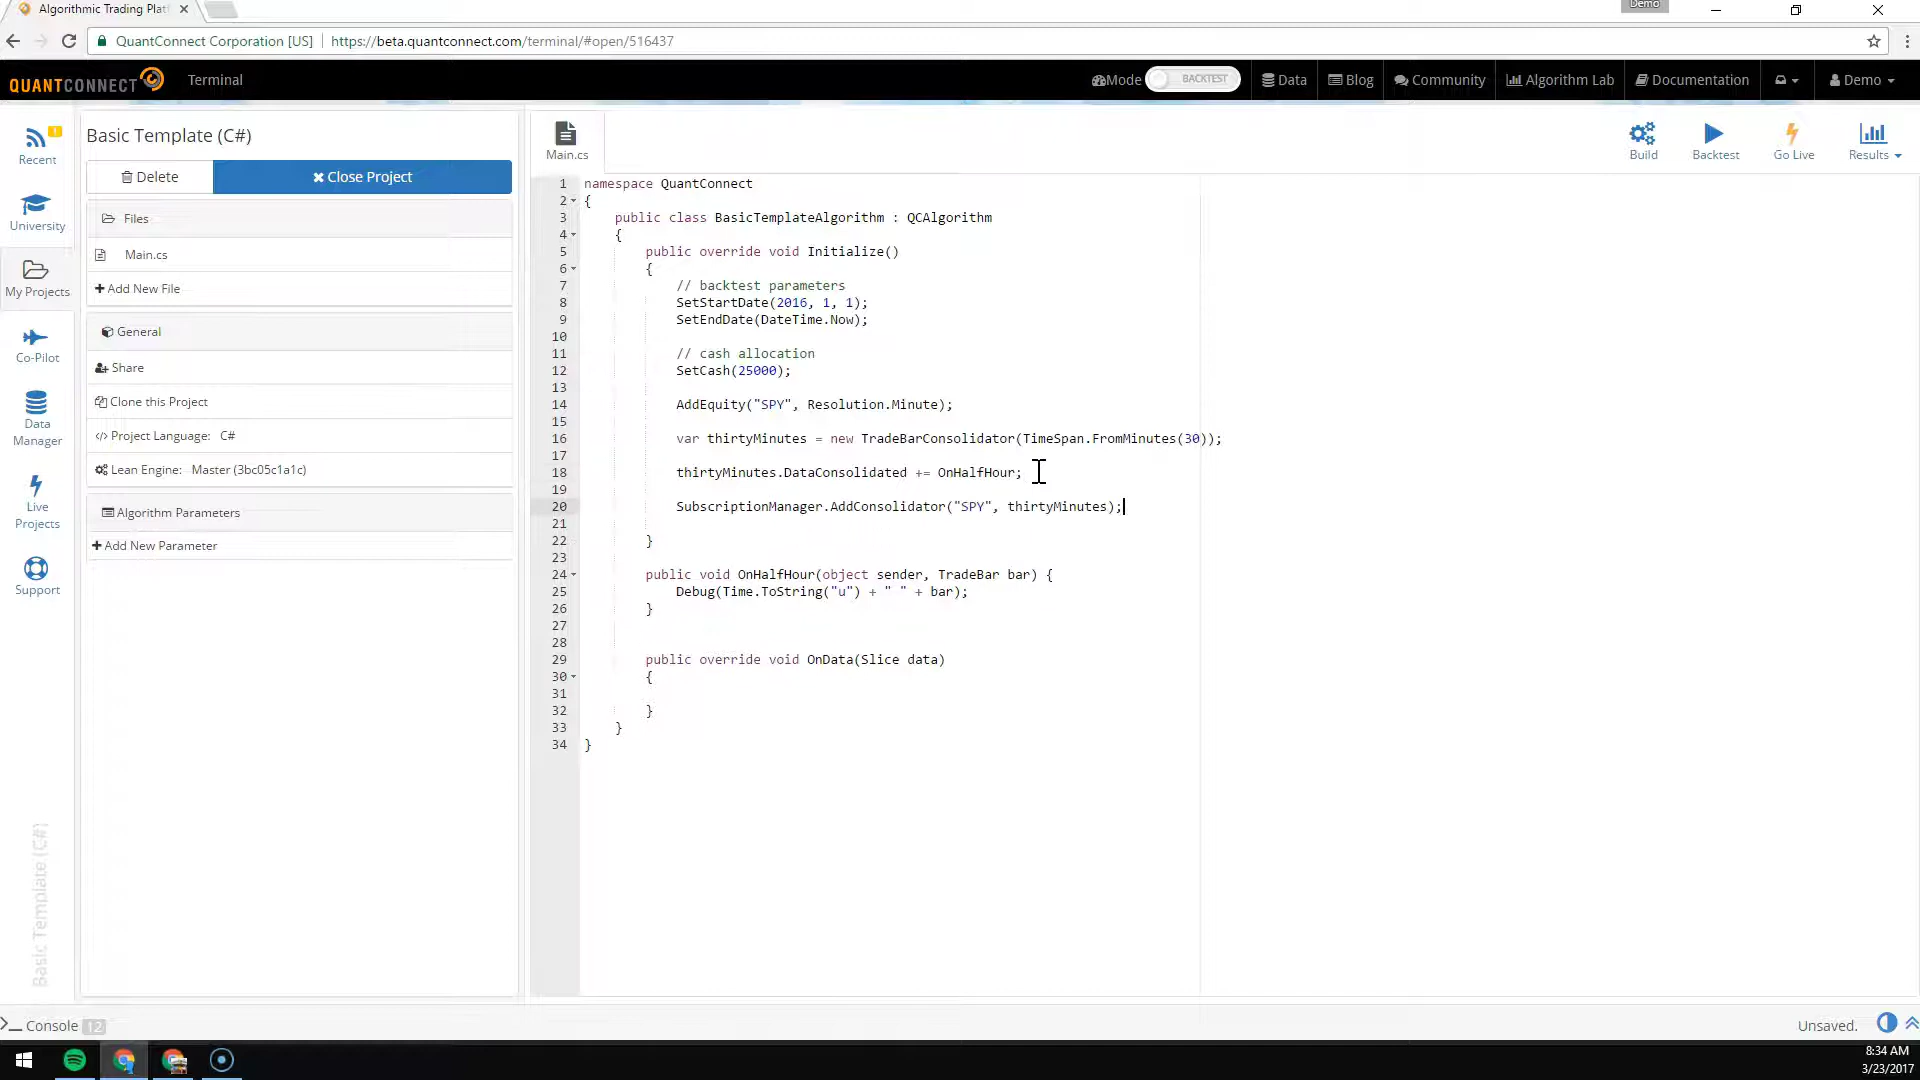 Algorithmic Trading Plat
Demo
QuantConnect Corporation [US] https://beta.quantconnect.com/terminal/#open/516437
QUANTCONNECT Terminal Mode BACKTEST Data Blog Community Algorithm Lab Documentation Demo
Recent
University
My Projects
Co-Pilot
Data
Manager
Live
Projects
Support
Basic Template (C#)
Basic Template (C#)
Delete Close Project
Files
Main.cs
Add New File
General
Share
Clone this Project
Project Language: C#
Lean Engine: Master (3bc05c1a1c)
Algorithm Parameters
Add New Parameter
Main.cs
Build Backtest Go Live Results
1 namespace QuantConnect
2 {
3 public class BasicTemplateAlgorithm : QCAlgorithm
4 {
5 public override void Initialize()
6 {
7 // backtest parameters
8 SetStartDate(2016, 1, 1);
9 SetEndDate(DateTime.Now);
10
11 // cash allocation
12 SetCash(25000);
13
14 AddEquity("SPY", Resolution.Minute);
15
16 var thirtyMinutes = new TradeBarConsolidator(TimeSpan.FromMinutes(30));
17
18 thirtyMinutes.DataConsolidated += OnHalfHour;
19
20 SubscriptionManager.AddConsolidator("SPY", thirtyMinutes);
21
22 }
23
24 public void OnHalfHour(object sender, TradeBar bar) {
25 Debug(Time.ToString("u") + " " + bar);
26 }
27
28
29 public override void OnData(Slice data)
30 {
31
32 }
33 }
34 }
Console 12
Unsaved.
8:34 AM
3/23/2017